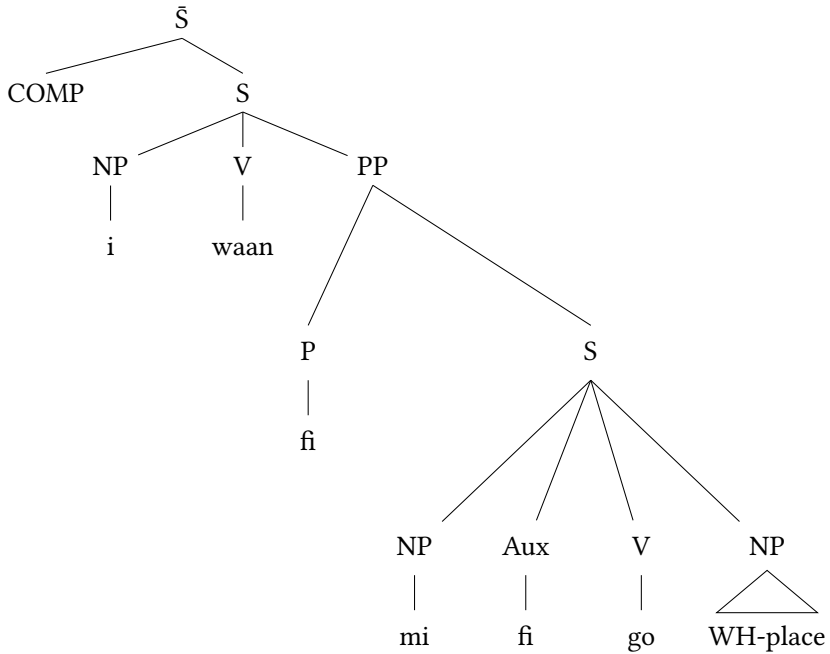 S̄
COMP S
NP V PP
i waan
P S
fi
NP Aux V NP
mi fi go WH-place